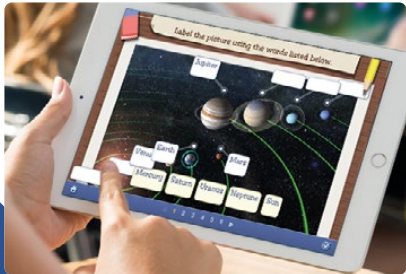 Label the picture using the words listed below.
Jupiter
Venus
Earth
Mars
Mercury
Saturn
Uranus
Neptune
Sun
1 2 3 4 5 6